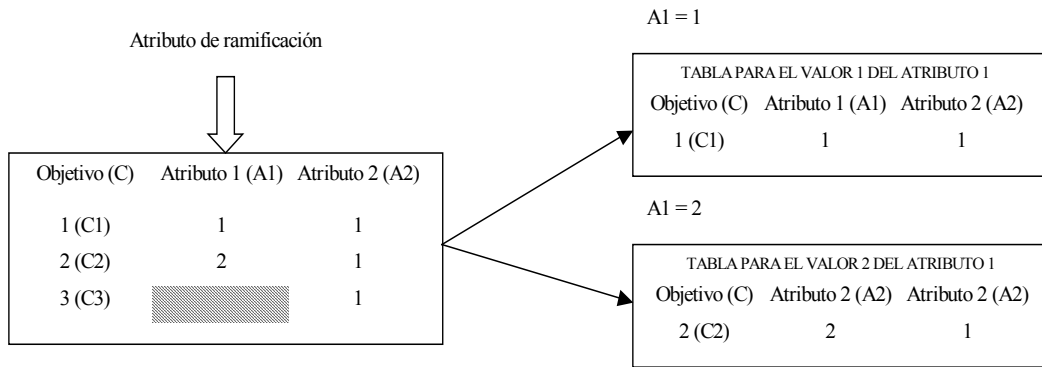 Atributo de ramificación
Objetivo (C) Atributo 1 (A1) Atributo 2 (A2)
1 (C1) 1 1
2 (C2) 2 1
3 (C3) 1
A1 = 1
TABLA PARA EL VALOR 1 DEL ATRIBUTO 1
Objetivo (C) Atributo 1 (A1) Atributo 2 (A2)
1 (C1) 1 1
A1 = 2
TABLA PARA EL VALOR 2 DEL ATRIBUTO 1
Objetivo (C) Atributo 2 (A2) Atributo 2 (A2)
2 (C2) 2 1